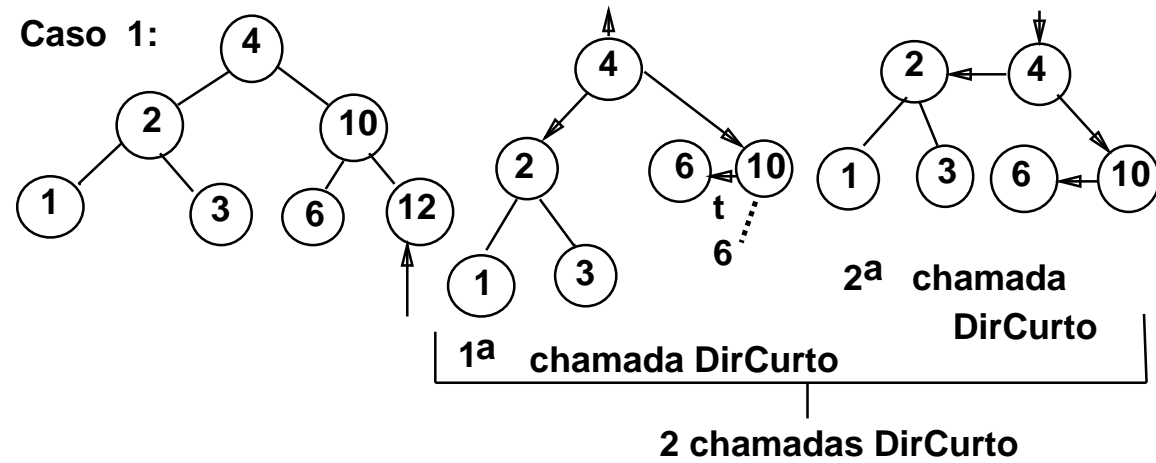 Caso 1:
4
2 10
1 3 6 12
4
2 6 10
t
6
1 3
2 4
1 3 6 10
1a chamada DirCurto
2a chamada
DirCurto
2 chamadas DirCurto